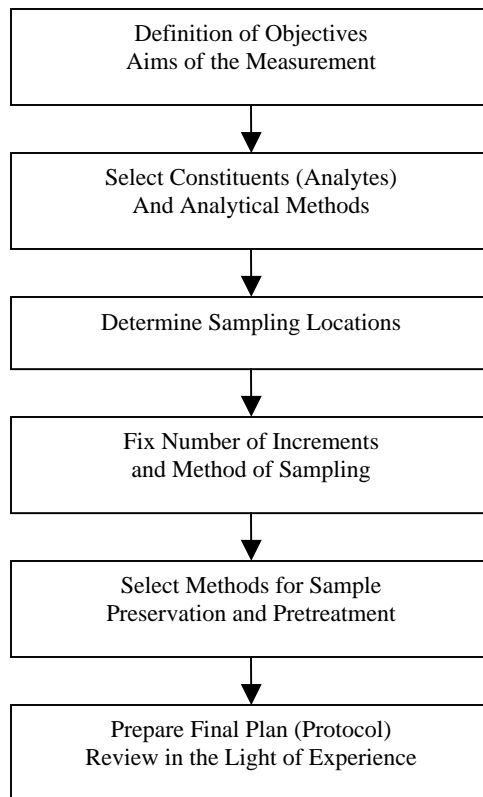 Definition of Objectives
Aims of the Measurement
Select Constituents (Analytes)
And Analytical Methods
Determine Sampling Locations
Fix Number of Increments
and Method of Sampling
Select Methods for Sample
Preservation and Pretreatment
Prepare Final Plan (Protocol)
Review in the Light of Experience